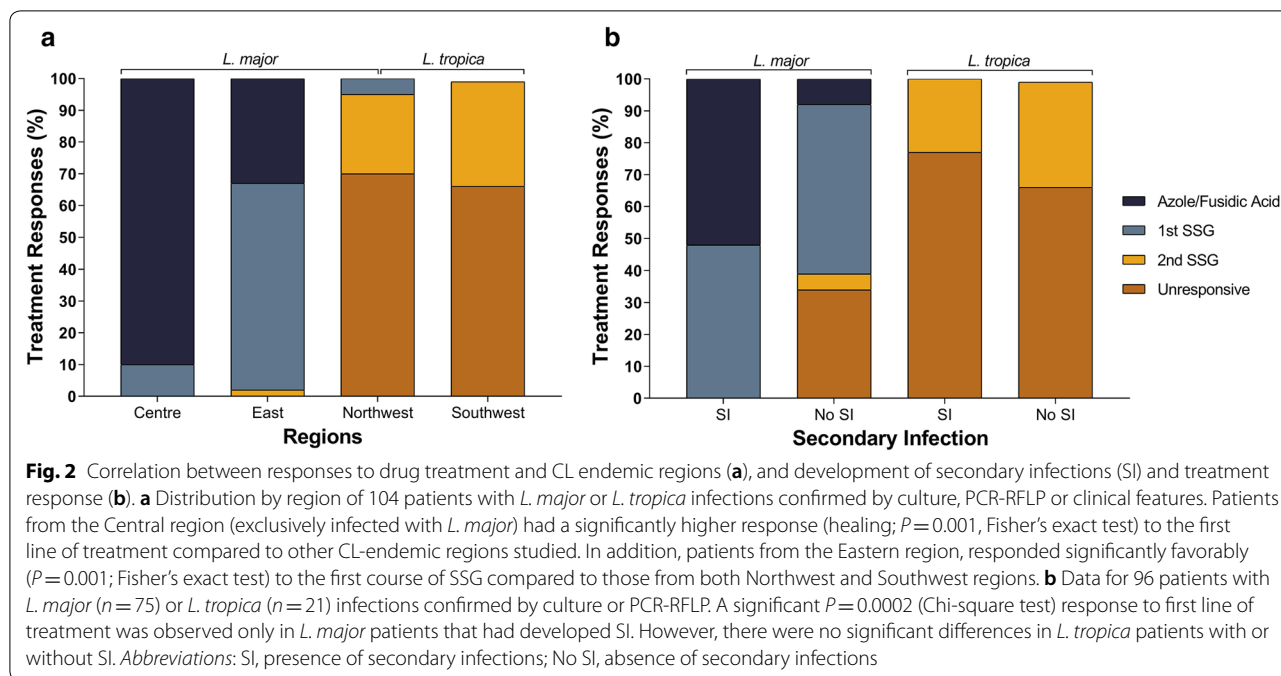 a
L. major
L. tropica
Treatment Responses (%)
100
90
80
70
60
50
40
30
20
10
0
Centre
East
Northwest
Southwest
Regions
b
L. major
L. tropica
Treatment Responses (%)
100
90
80
70
60
50
40
30
20
10
0
SI
No SI
SI
No SI
Secondary Infection
Azole/Fusidic Acid
1st SSG
2nd SSG
Unresponsive
Fig. 2 Correlation between responses to drug treatment and CL endemic regions (a), and development of secondary infections (SI) and treatment
response (b). a Distribution by region of 104 patients with L. major or L. tropica infections confirmed by culture, PCR-RFLP or clinical features. Patients
from the Central region (exclusively infected with L. major) had a significantly higher response (healing; P = 0.001, Fisher's exact test) to the first
line of treatment compared to other CL-endemic regions studied. In addition, patients from the Eastern region, responded significantly favorably
(P = 0.001; Fisher's exact test) to the first course of SSG compared to those from both Northwest and Southwest regions. b Data for 96 patients with
L. major (n = 75) or L. tropica (n = 21) infections confirmed by culture or PCR-RFLP. A significant P = 0.0002 (Chi-square test) response to first line of
treatment was observed only in L. major patients that had developed SI. However, there were no significant differences in L. tropica patients with or
without SI. Abbreviations: SI, presence of secondary infections; No SI, absence of secondary infections